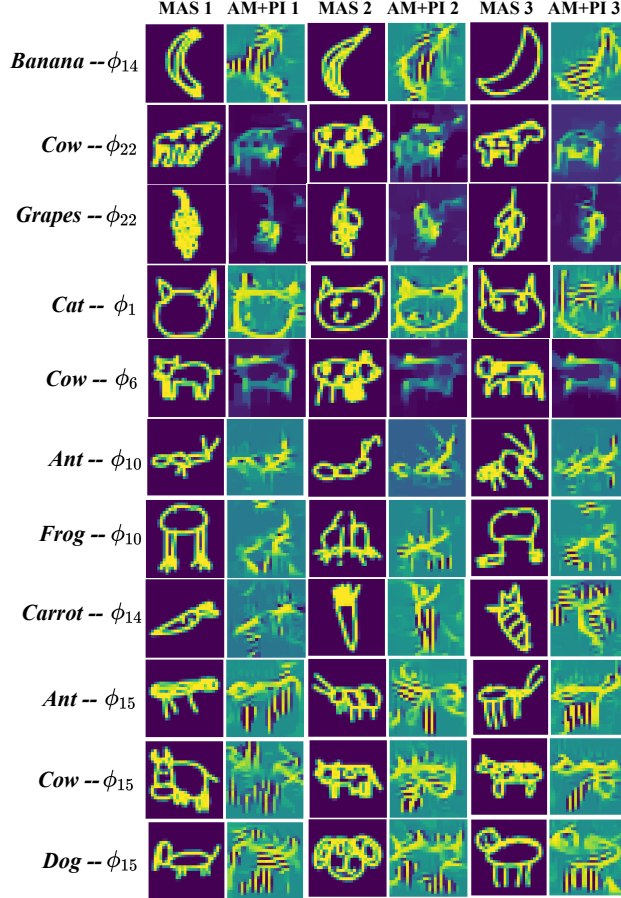 MAS 1 AM+PI 1 MAS 2 AM+PI 2 MAS 3 AM+PI 3
Banana -- ϕ₁₄
Cow -- ϕ₂₂
Grapes -- ϕ₂₂
Cat -- ϕ₁
Cow -- ϕ₆
Ant -- ϕ₁₀
Frog -- ϕ₁₀
Carrot -- ϕ₁₄
Ant -- ϕ₁₅
Cow -- ϕ₁₅
Dog -- ϕ₁₅